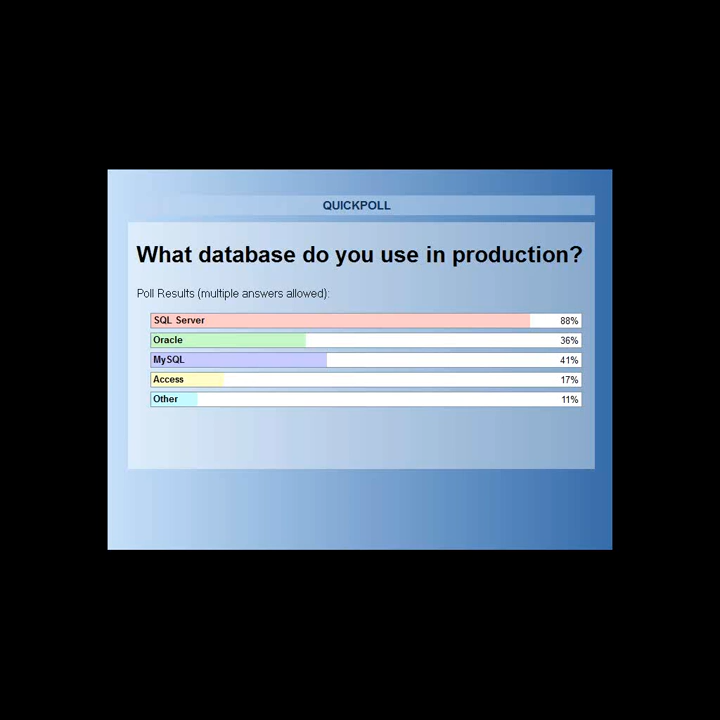 QUICKPOLL
What database do you use in production?
Poll Results (multiple answers allowed):
SQL Server 88%
Oracle 36%
MySQL 41%
Access 17%
Other 11%